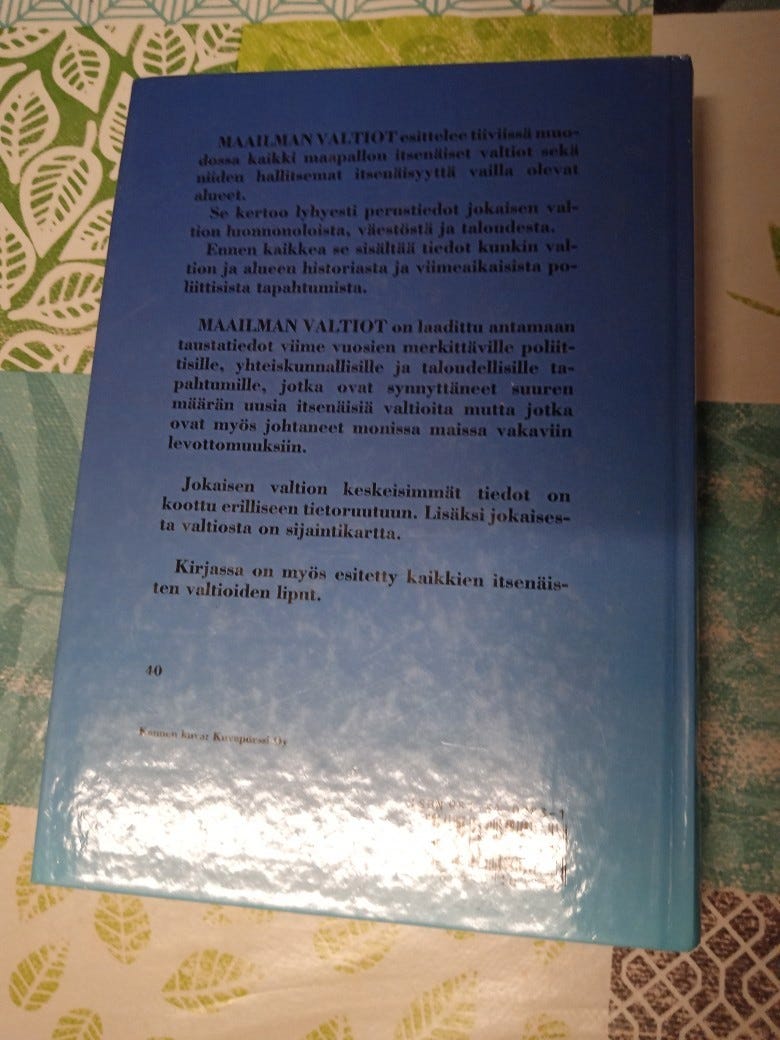 MAAILMAN VALTIOT esittelee tiiviissä muo-
dossa kaikki maapallon itsenäiset valtiot sekä
niiden hallitsemat itsenäisyyttä vailla olevat
alueet.
Se kertoo lyhyesti perustiedot jokaisen val-
tion luonnonoloista, väestöstä ja taloudesta.
Ennen kaikkea se sisältää tiedot kunkin val-
tion ja alueen historiasta ja viimeaikaisista po-
liittisista tapahtumista.
MAAILMAN VALTIOT on laadittu antamaan
taustatiedot viime vuosien merkittäville poliit-
tisille, yhteiskunnallisille ja taloudellisille ta-
pahtumille, jotka ovat synnyttäneet suuren
määrän uusia itsenäisiä valtioita mutta jotka
ovat myös johtaneet monissa maissa vakaviin
levottomuuksiin.
Jokaisen valtion keskeisimmät tiedot on
koottu erilliseen tietoruutuun. Lisäksi jokaises-
ta valtiosta on sijaintikartta.
Kirjassa on myös esitetty kaikkien itsenäis-
ten valtioiden liput.
40
Kannen kuvat Kuvapörssi Oy